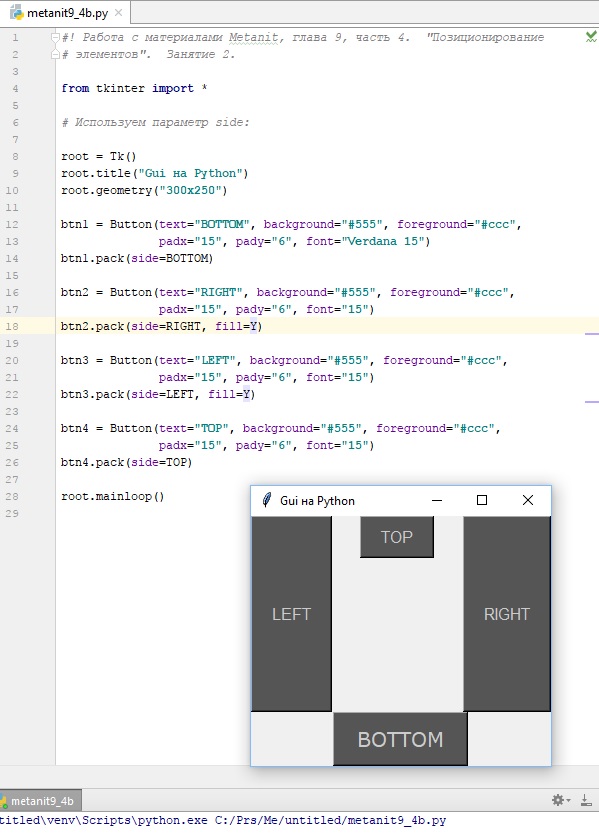 metanit9_4b.py
1 #! Работа с материалами Metanit, глава 9, часть 4.  "Позиционирование
2 # элементов".  Занятие 2.
3
4 from tkinter import *
5
6 # Используем параметр side:
7
8 root = Tk()
9 root.title("Gui на Python")
10 root.geometry("300x250")
11
12 btn1 = Button(text="BOTTOM", background="#555", foreground="#ccc",
13 padx="15", pady="6", font="Verdana 15")
14 btn1.pack(side=BOTTOM)
15
16 btn2 = Button(text="RIGHT", background="#555", foreground="#ccc",
17 padx="15", pady="6", font="15")
18 btn2.pack(side=RIGHT, fill=Y)
19
20 btn3 = Button(text="LEFT", background="#555", foreground="#ccc",
21 padx="15", pady="6", font="15")
22 btn3.pack(side=LEFT, fill=Y)
23
24 btn4 = Button(text="TOP", background="#555", foreground="#ccc",
25 padx="15", pady="6", font="15")
26 btn4.pack(side=TOP)
27
28 root.mainloop()
29
Gui на Python
TOP
LEFT
RIGHT
BOTTOM
metanit9_4b
titled\venv\Scripts\python.exe C:/Prs/Me/untitled/metanit9_4b.py